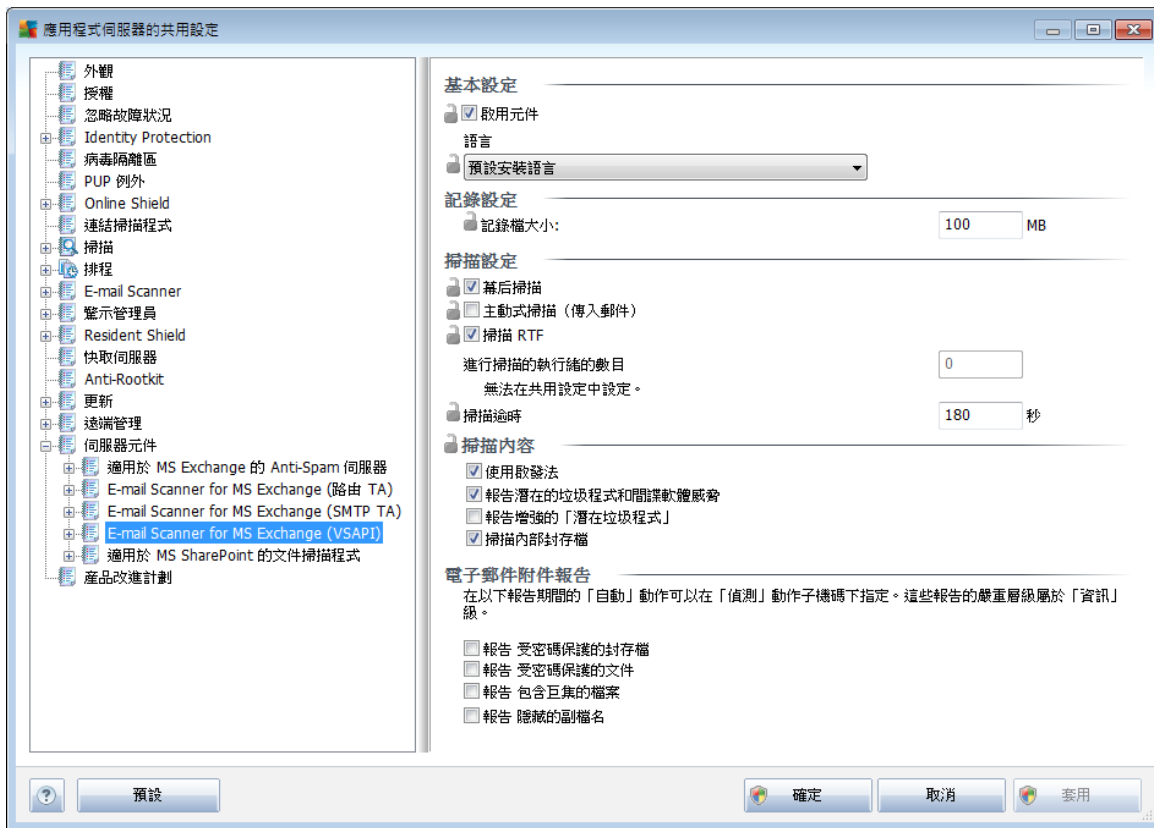 應用程式伺服器的共用設定
外觀
授權
忽略故障狀況
Identity Protection
病毒隔離區
PUP 例外
Online Shield
連結掃描程式
掃描
排程
E-mail Scanner
警示管理員
Resident Shield
快取伺服器
Anti-Rootkit
更新
遠端管理
伺服器元件
適用於 MS Exchange 的 Anti-Spam 伺服器
E-mail Scanner for MS Exchange (路由 TA)
E-mail Scanner for MS Exchange (SMTP TA)
E-mail Scanner for MS Exchange (VSAPI)
適用於 MS SharePoint 的文件掃描程式
產品改進計劃
基本設定
啟用元件
語言
預設安裝語言
記錄設定
記錄檔大小: 100 MB
掃描設定
幕后掃描
主動式掃描（傳入郵件）
掃描 RTF
進行掃描的執行緒的數目 0
無法在共用設定中設定。
掃描逾時 180 秒
掃描內容
使用啟發法
報告潛在的垃圾程式和間諜軟體威脅
報告增強的「潛在垃圾程式」
掃描內部封存檔
電子郵件附件報告
在以下報告期間的「自動」動作可以在「偵測」動作子機碼下指定。這些報告的嚴重層級屬於「資訊」
級。
報告 受密碼保護的封存檔
報告 受密碼保護的文件
報告 包含巨集的檔案
報告 隱藏的副檔名
? 預設 確定 取消 套用